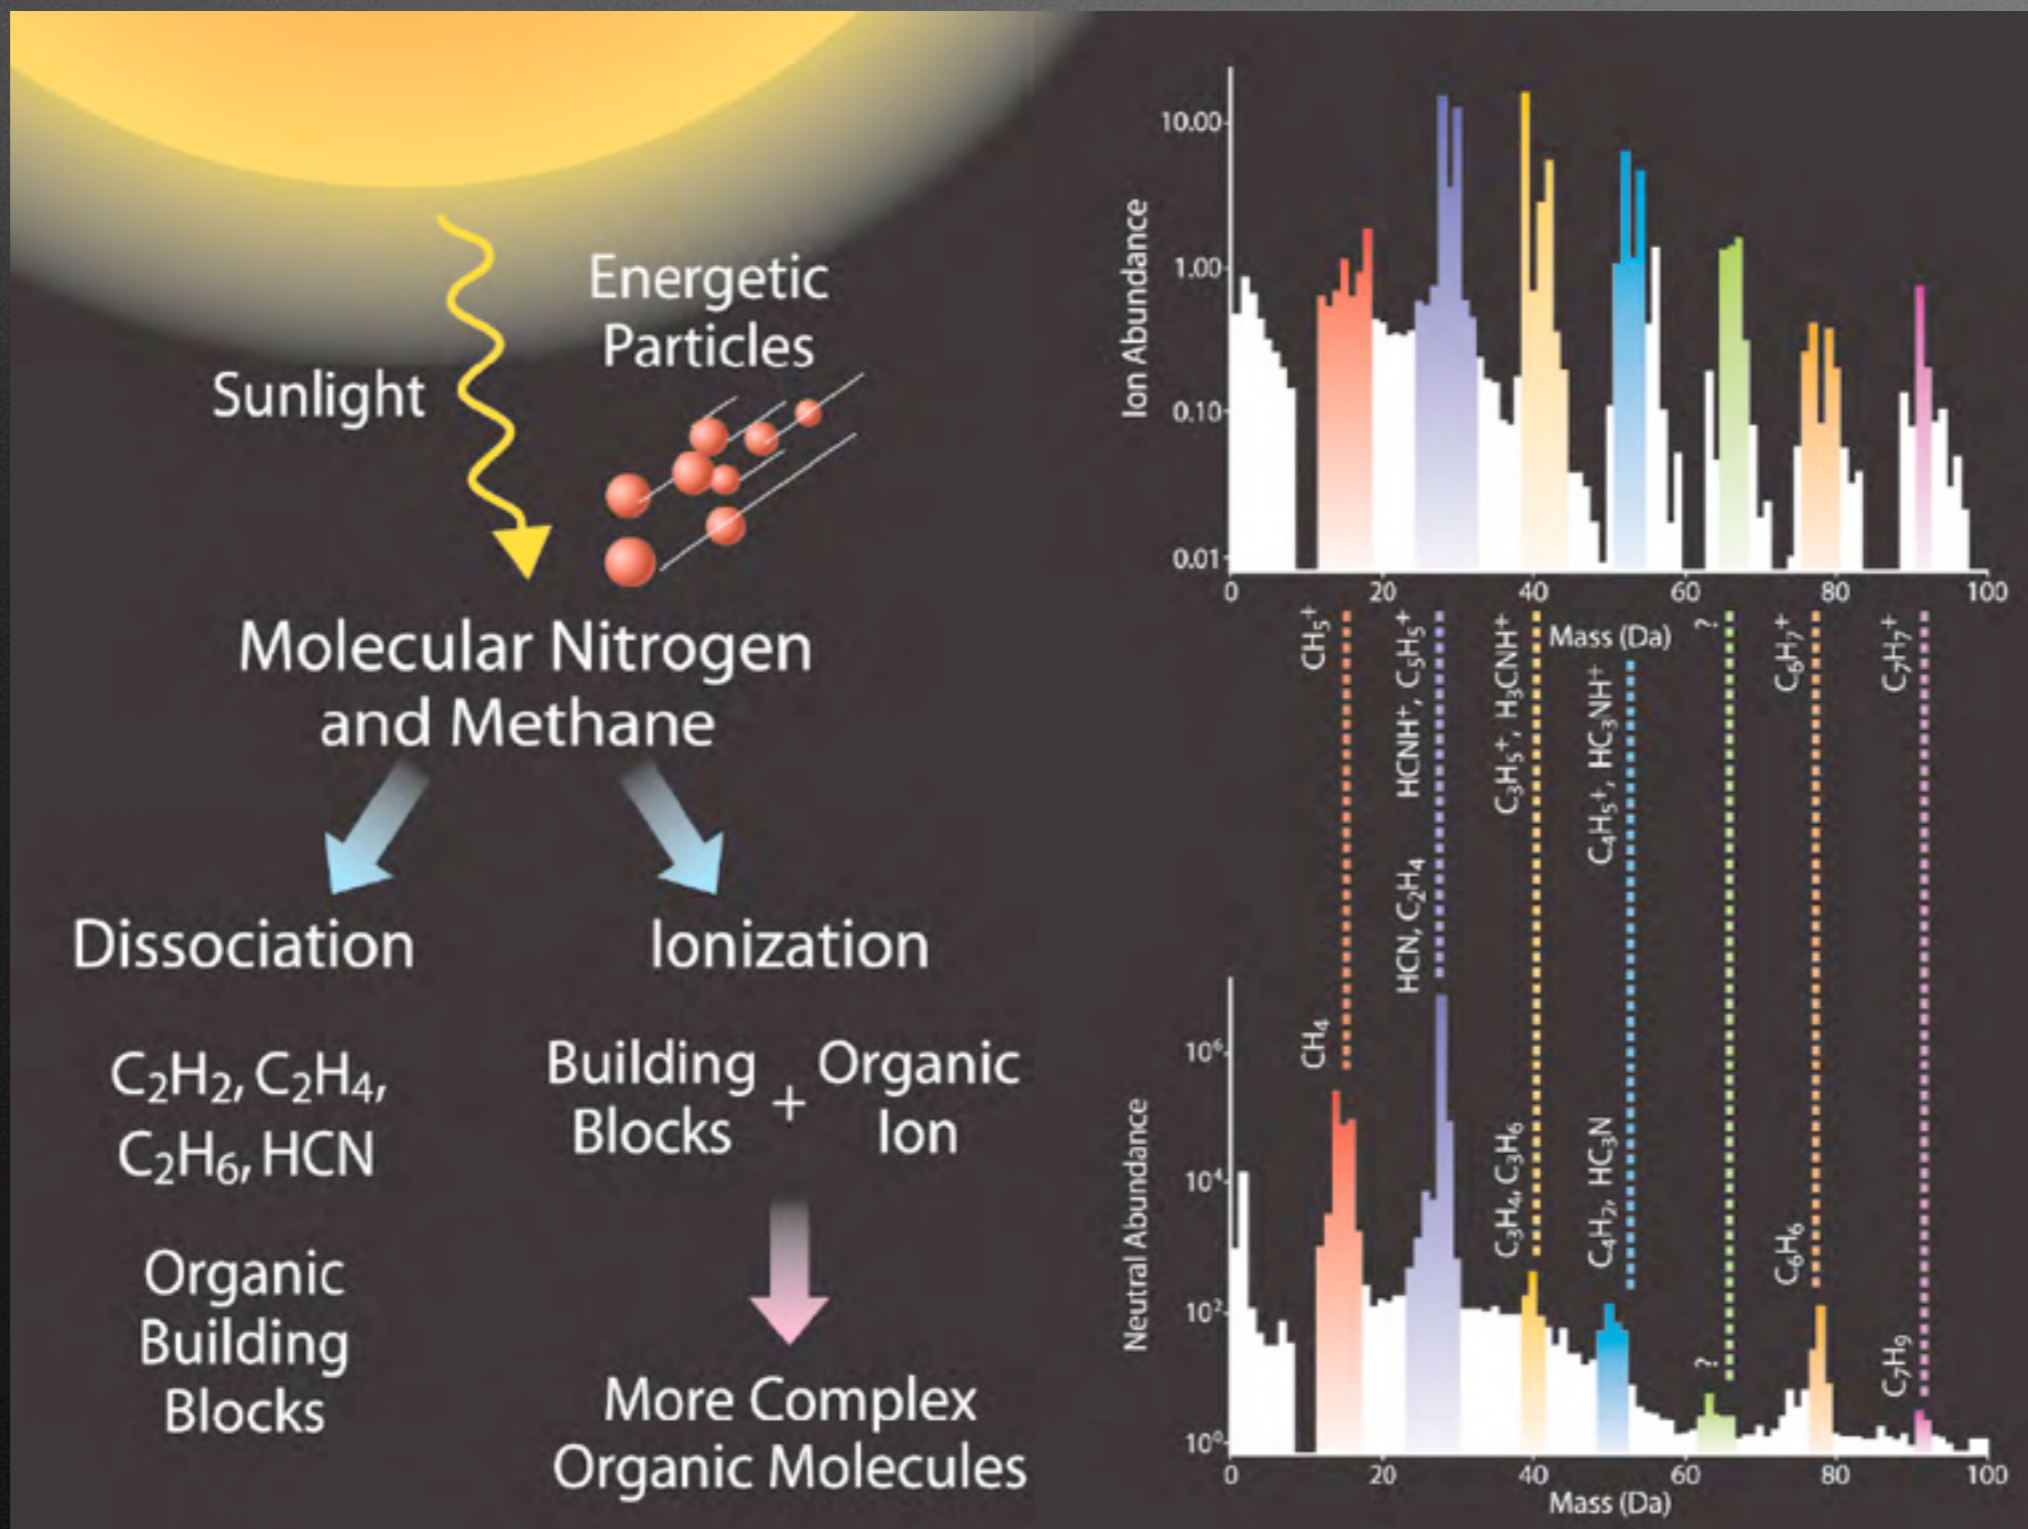 Sunlight
Energetic
Particles
Molecular Nitrogen
and Methane
Dissociation
Ionization
C₂H₂, C₂H₄,
C₂H₆, HCN
Organic
Building
Blocks
Building
Blocks
+
Organic
Ion
More Complex
Organic Molecules
Ion Abundance
10.00
1.00
0.10
0.01
0 20 40 60 80 100
Mass (Da)
CH₅⁺
HCNH⁺, C₅H₅⁺
C₃H₅⁺, H₃CNH⁺
C₄H₅⁺, HC₃NH⁺
?
C₆H₇⁺
C₇H₇⁺
CH₄
HCN, C₂H₄
C₃H₄, C₃H₆
C₄H₂, HC₃N
?
C₆H₆
C₇H₉
Neutral Abundance
10⁶
10⁴
10²
10⁰
0 20 40 60 80 100
Mass (Da)